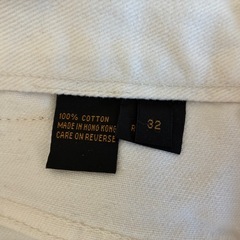 100% COTTON
MADE IN HONG KONG
CARE ON REVERSE
R 32